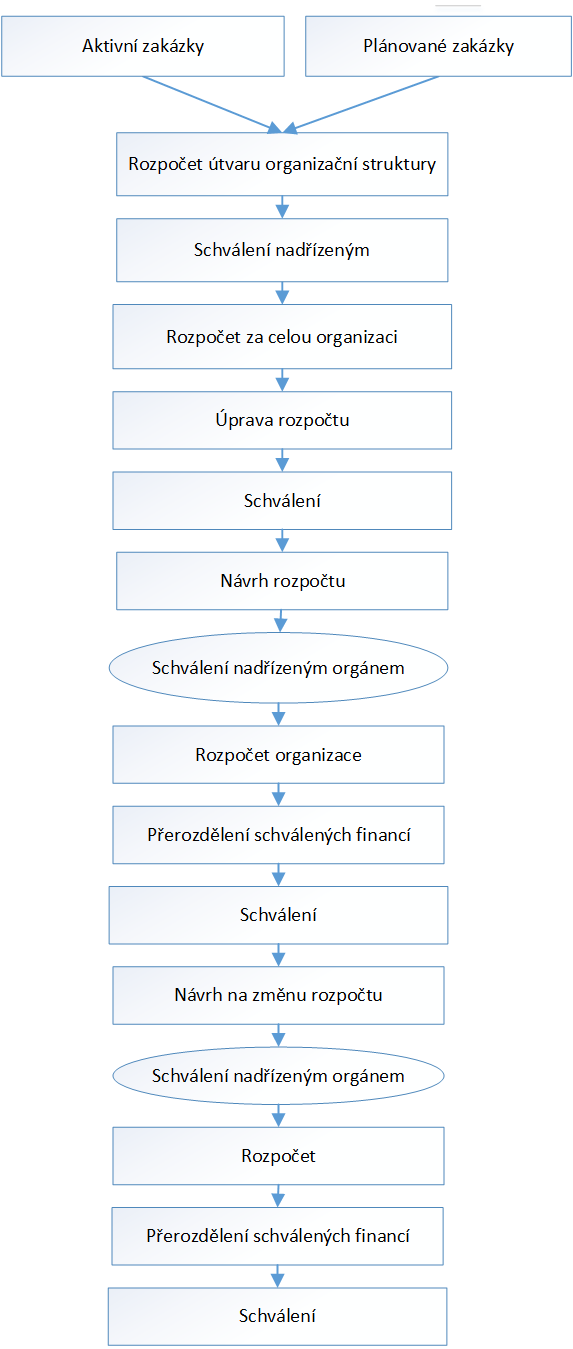 Aktivní zakázky
Plánované zakázky
Rozpočet útvaru organizační struktury
Schválení nadřízeným
Rozpočet za celou organizaci
Úprava rozpočtu
Schválení
Návrh rozpočtu
Schválení nadřízeným orgánem
Rozpočet organizace
Přerozdělení schválených financí
Schválení
Návrh na změnu rozpočtu
Schválení nadřízeným orgánem
Rozpočet
Přerozdělení schválených financí
Schválení